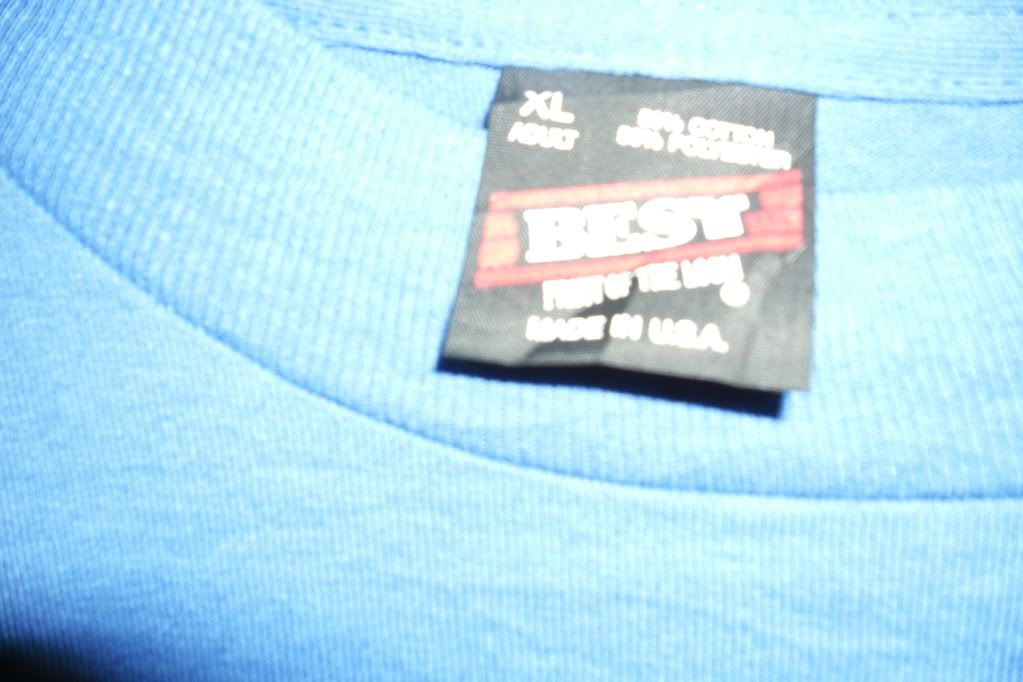 XL
ADULT
50% COTTON
50% POLYESTER
BEST
FRUIT OF THE LOOM
®
MADE IN U.S.A.